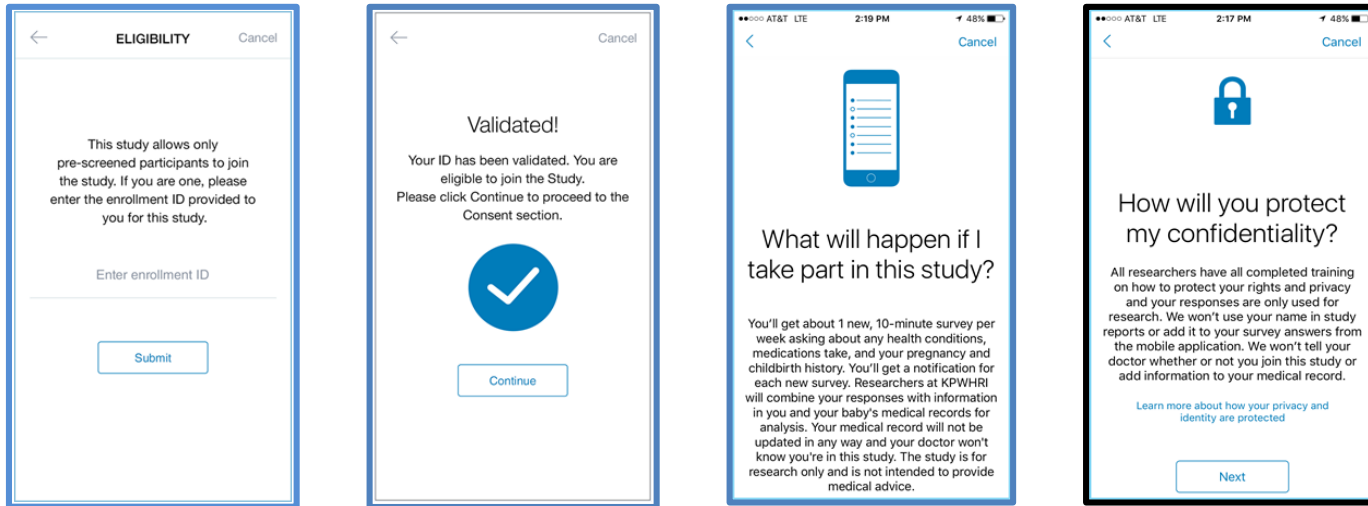 ELIGIBILITY
Cancel
This study allows only
pre-screened participants to join
the study. If you are one, please
enter the enrollment ID provided to
you for this study.
Enter enrollment ID
Submit
Cancel
Validated!
Your ID has been validated. You are
eligible to join the Study.
Please click Continue to proceed to the
Consent section.
Continue
AT&T LTE
2:19 PM
48%
Cancel
What will happen if I
take part in this study?
You'll get about 1 new, 10-minute survey per
week asking about any health conditions,
medications take, and your pregnancy and
childbirth history. You'll get a notification for
each new survey. Researchers at KPWHRI
will combine your responses with information
in you and your baby's medical records for
analysis. Your medical record will not be
updated in any way and your doctor won't
know you're in this study. The study is for
research only and is not intended to provide
medical advice.
AT&T LTE
2:17 PM
48%
Cancel
How will you protect
my confidentiality?
All researchers have all completed training
on how to protect your rights and privacy
and your responses are only used for
research. We won't use your name in study
reports or add it to your survey answers from
the mobile application. We won't tell your
doctor whether or not you join this study or
add information to your medical record.
Learn more about how your privacy and
identity are protected
Next